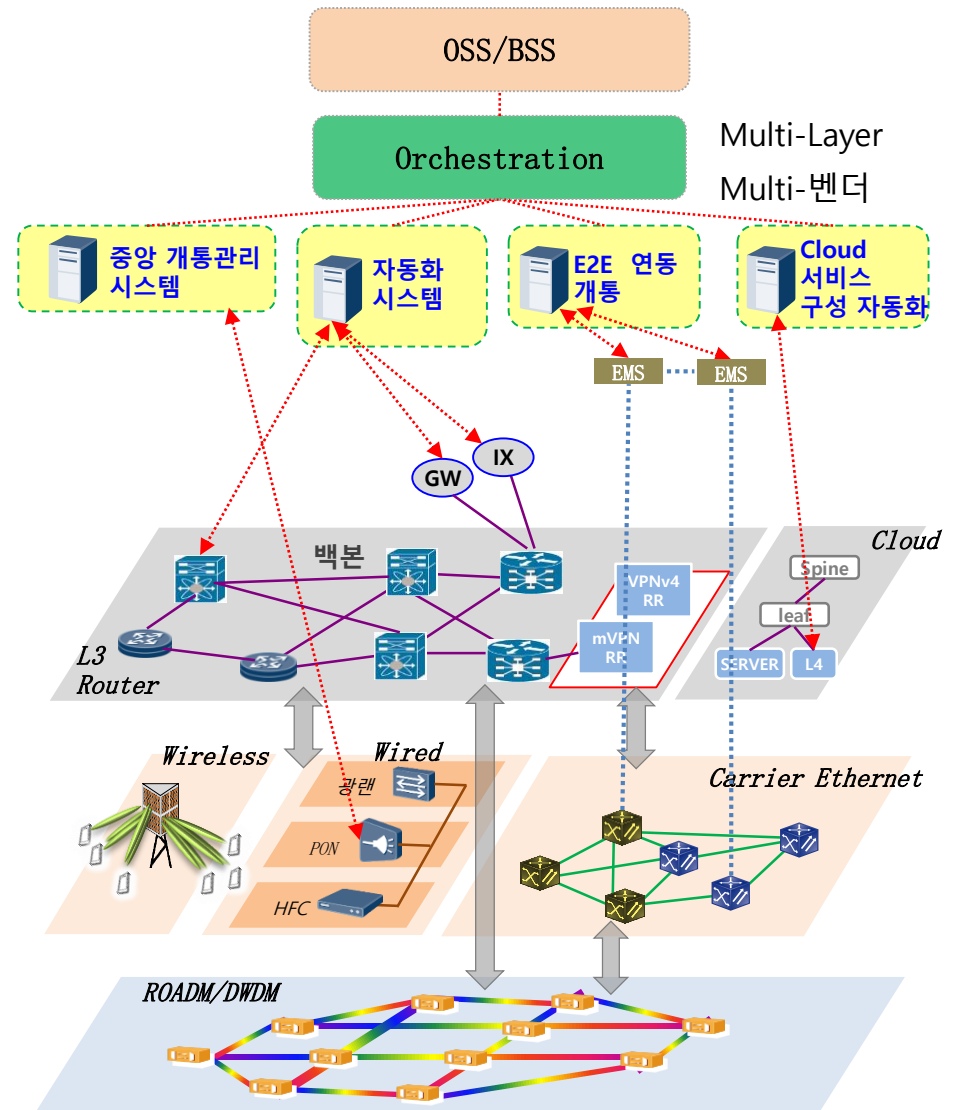 OSS/BSS
Orchestration
Multi-Layer
Multi-벤더
중앙 개통관리
시스템
자동화
시스템
E2E 연동
개통
Cloud
서비스
구성 자동화
EMS
EMS
IX
GW
백본
Cloud
Spine
VPNv4
RR
leaf
mVPN
RR
L3
Router
SERVER
L4
Wireless
Wired
Carrier Ethernet
광랜
PON
HFC
ROADM/DWDM